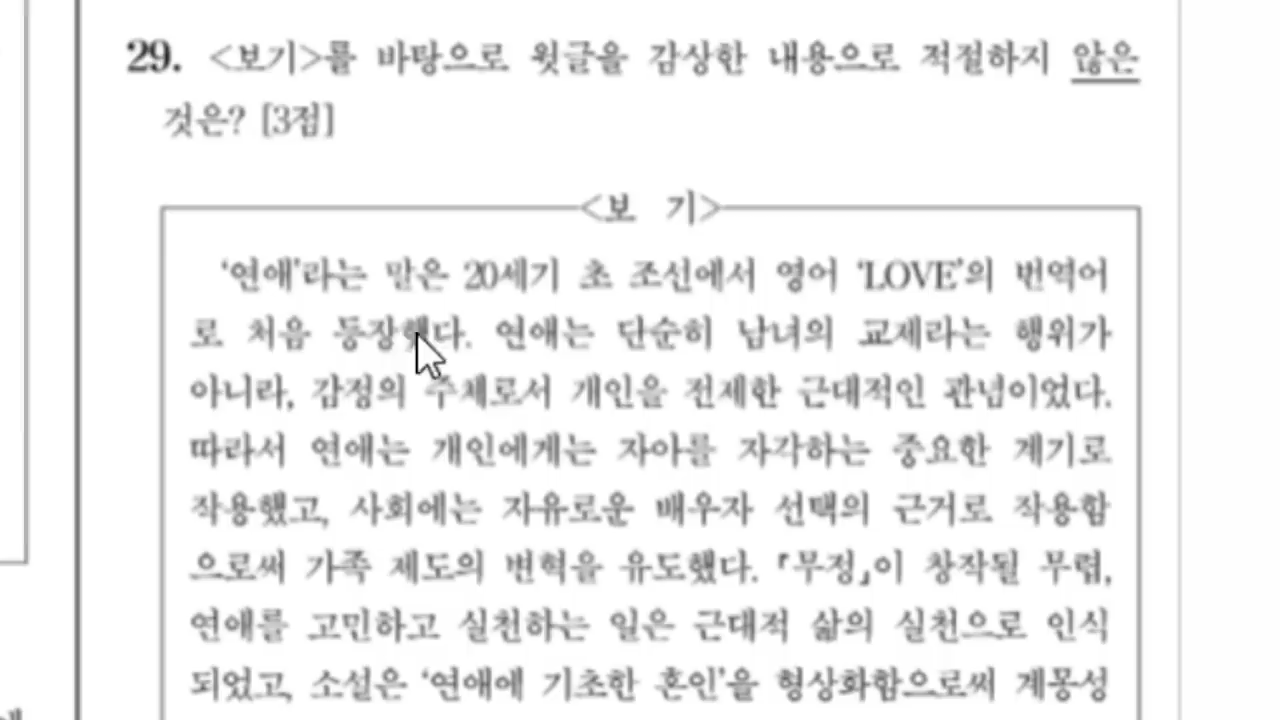 29. <보기>를 바탕으로 윗글을 감상한 내용으로 적절하지 않은
것은? [3점]
<보 기>
‘연애’라는 말은 20세기 초 조선에서 영어 ‘LOVE’의 번역어
로 처음 등장했다. 연애는 단순히 남녀의 교제라는 행위가
아니라, 감정의 주체로서 개인을 전제한 근대적인 관념이었다.
따라서 연애는 개인에게는 자아를 자각하는 중요한 계기로
작용했고, 사회에는 자유로운 배우자 선택의 근거로 작용함
으로써 가족 제도의 변혁을 유도했다. 「무정」이 창작될 무렵,
연애를 고민하고 실천하는 일은 근대적 삶의 실천으로 인식
되었고, 소설은 ‘연애에 기초한 혼인’을 형상화함으로써 계몽성